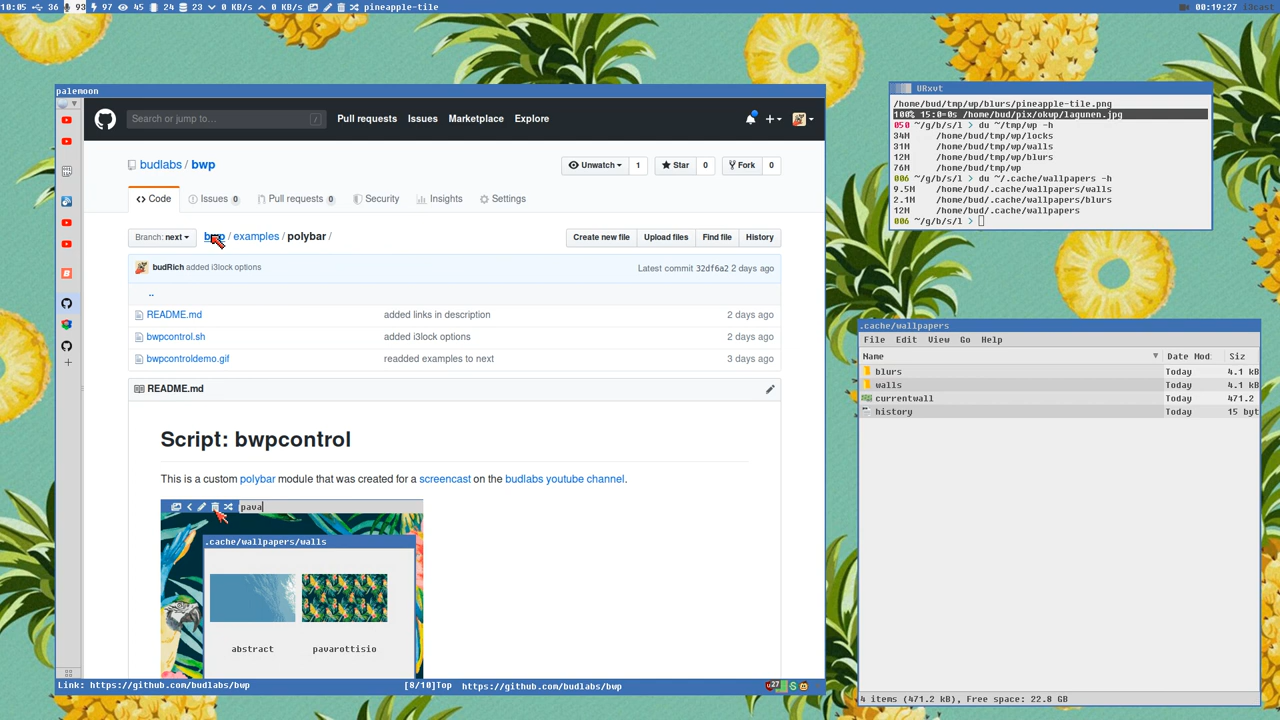 10:05 36 93 97 45 24 23 0 KB/s 0 KB/s pineapple-tile 00:19:27 i3cast
palemoon
Search or jump to... / Pull requests Issues Marketplace Explore
budlabs / bwp Unwatch 1 Star 0 Fork 0
Code Issues 0 Pull requests 0 Security Insights Settings
Branch: next bwp / examples / polybar / Create new file Upload files Find file History
budRich added i3lock options Latest commit 32df6a2 2 days ago
..
README.md added links in description 2 days ago
bwpcontrol.sh added i3lock options 2 days ago
bwpcontroldemo.gif readded examples to next 3 days ago
README.md
Script: bwpcontrol
This is a custom polybar module that was created for a screencast on the budlabs youtube channel.
pava
.cache/wallpapers/walls
abstract pavarottisio
Link: https://github.com/budlabs/bwp [8/10]Top https://github.com/budlabs/bwp 27 S
URxvt
/home/bud/tmp/wp/blurs/pineapple-tile.png
100% 15:0=0s /home/bud/pix/okwp/lagunen.jpg
050 ~/g/b/s/l > du ~/tmp/wp -h
34M /home/bud/tmp/wp/locks
31M /home/bud/tmp/wp/walls
12M /home/bud/tmp/wp/blurs
76M /home/bud/tmp/wp
006 ~/g/b/s/l > du ~/.cache/wallpapers -h
9.5M /home/bud/.cache/wallpapers/walls
2.1M /home/bud/.cache/wallpapers/blurs
12M /home/bud/.cache/wallpapers
006 ~/g/b/s/l >
.cache/wallpapers
File Edit View Go Help
Name Date Mod Siz
blurs Today 4.1 kB
walls Today 4.1 kB
currentwall Today 471.2
history Today 15 byt
4 items (471.2 kB), Free space: 22.8 GB